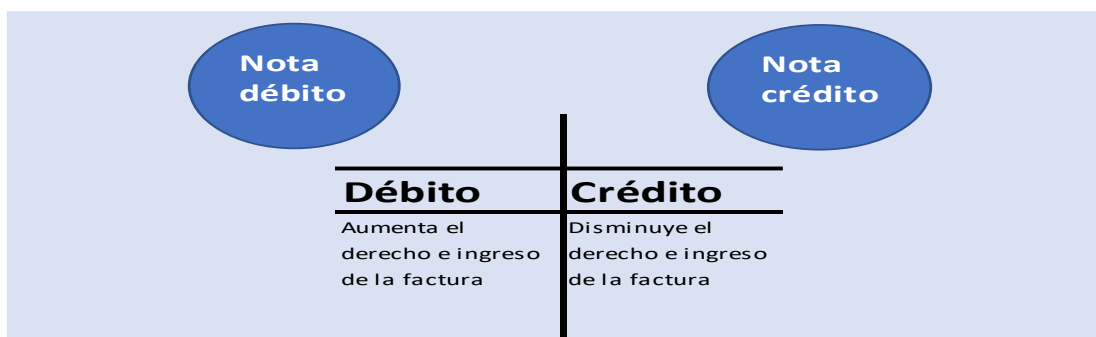 Nota
débito
Nota
crédito
Débito
Crédito
Aumenta el
derecho e ingreso
de la factura
Disminuye el
derecho e ingreso
de la factura